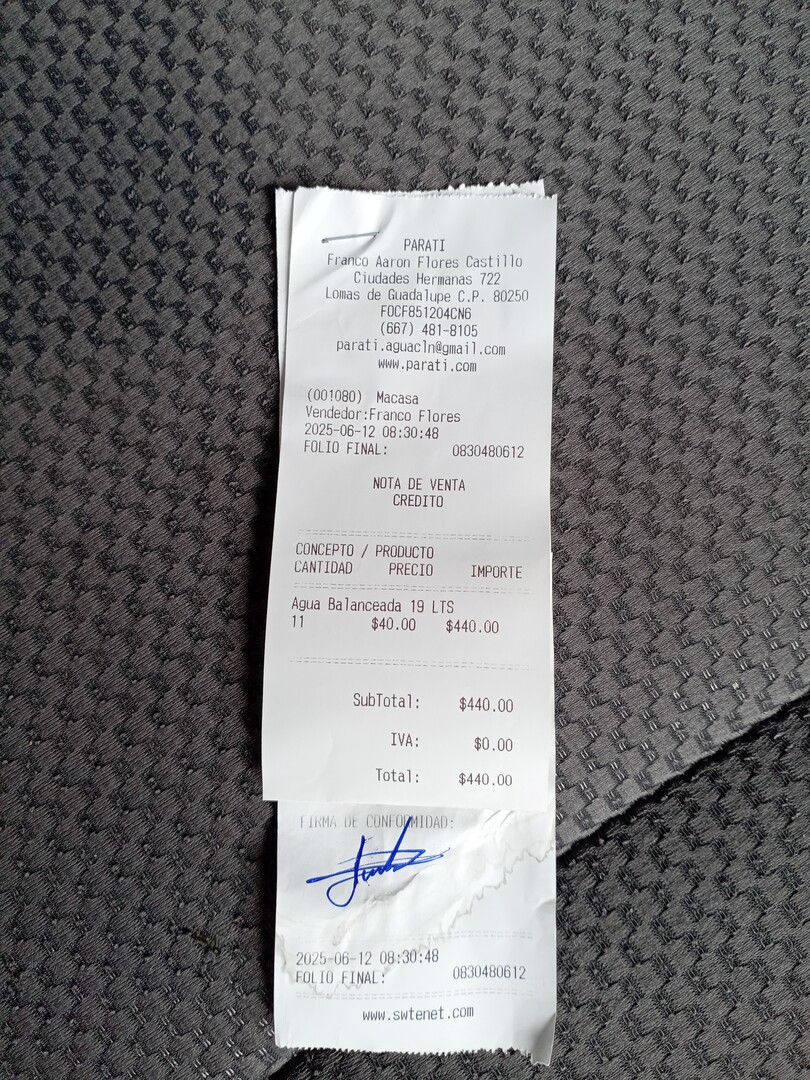 PARATI
Franco Aaron Flores Castillo
Ciudades Hermanas 722
Lomas de Guadalupe C.P. 80250
FOCF851204CN6
(667) 481-8105
parati.aguacln@gmail.com
www.parati.com
(001080) Macasa
Vendedor:Franco Flores
2025-06-12 08:30:48
FOLIO FINAL: 0830480612
NOTA DE VENTA
CREDITO
CONCEPTO / PRODUCTO
CANTIDAD PRECIO IMPORTE
Agua Balanceada 19 LTS
11 $40.00 $440.00
SubTotal: $440.00
IVA: $0.00
Total: $440.00
FIRMA DE CONFORMIDAD:
2025-06-12 08:30:48
FOLIO FINAL: 0830480612
www.swtenet.com